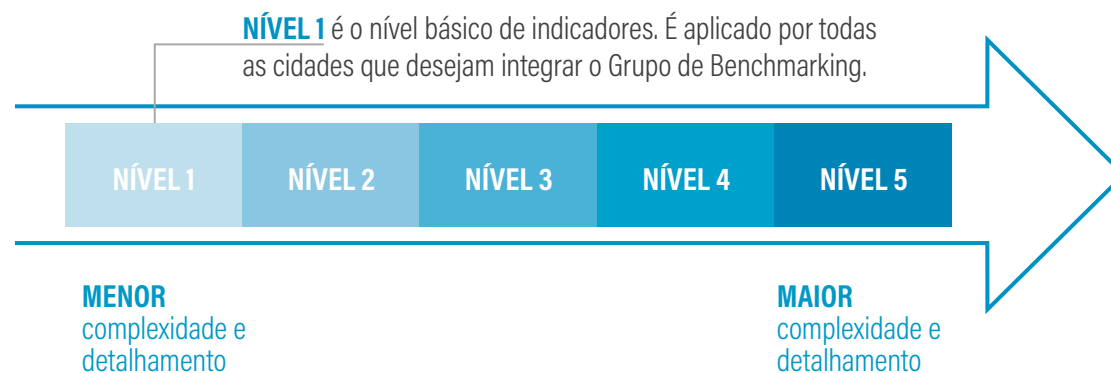 NÍVEL 1 é o nível básico de indicadores. É aplicado por todas
as cidades que desejam integrar o Grupo de Benchmarking.
NÍVEL 1 NÍVEL 2 NÍVEL 3 NÍVEL 4 NÍVEL 5
MENOR
complexidade e
detalhamento
MAIOR
complexidade e
detalhamento